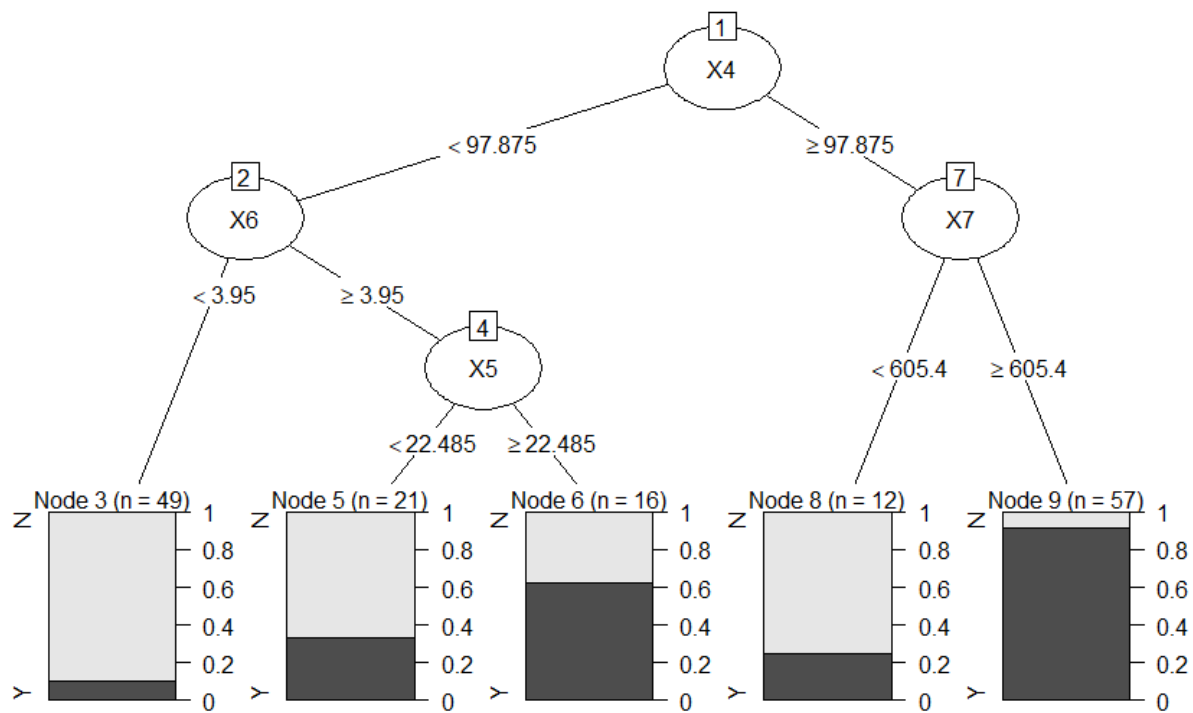 1
X4
< 97.875
≥ 97.875
2
X6
7
X7
< 3.95
≥ 3.95
4
X5
< 605.4
≥ 605.4
< 22.485
≥ 22.485
Node 3 (n = 49)
N
Y
1
0.8
0.6
0.4
0.2
0
Node 5 (n = 21)
N
Y
1
0.8
0.6
0.4
0.2
0
Node 6 (n = 16)
N
Y
1
0.8
0.6
0.4
0.2
0
Node 8 (n = 12)
N
Y
1
0.8
0.6
0.4
0.2
0
Node 9 (n = 57)
N
Y
1
0.8
0.6
0.4
0.2
0